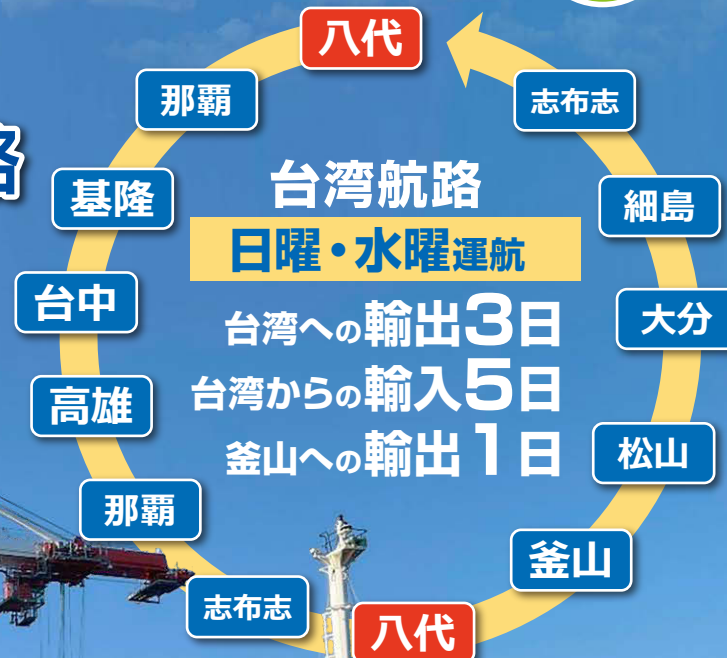 八代
那覇
志布志
路
基隆
細島
台湾航路
日曜・水曜運航
台中
大分
台湾への輸出3日
高雄
台湾からの輸入5日
釜山への輸出1日
松山
那覇
釜山
志布志
八代